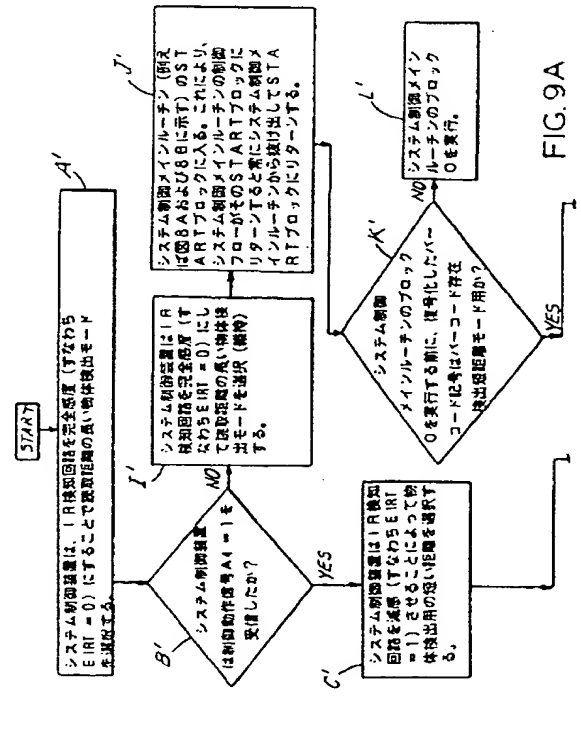 START
A'
システム制御装置は、IR検知回路を完全感度(すなわち
EIRT=0)にすることで読取距離の長い物体検出モード
を選択する。
B'
システム制御装置
は制御動作信号A4=1を
受信したか?
NO
YES
C'
システム制御装置はIR検知
回路を減感(すなわちEIRT
=1)させることによって物
体検出用の短い距離を選択す
る。
I'
システム制御装置はIR
検知回路を完全感度(す
なわちEIRT=0)にし
て読取距離の長い物体検
出モードを選択(維持)
する。
J'
システム制御メインルーチン(例え
ば図8Aおよび8Bに示す)のST
ARTブロックに入る。これにより、
システム制御メインルーチンの制御
フローがそのSTARTブロックに
リターンすると常にシステム制御メ
インルーチンから抜け出してSTA
RTブロックにリターンする。
K'
システム制御
メインルーチンのブロック
Oを実行する前に、復号化したバー
コード記号はバーコード存在
検出短距離モード用か?
NO
YES
L'
システム制御メイン
ルーチンのブロック
Oを実行。
FIG. 9A